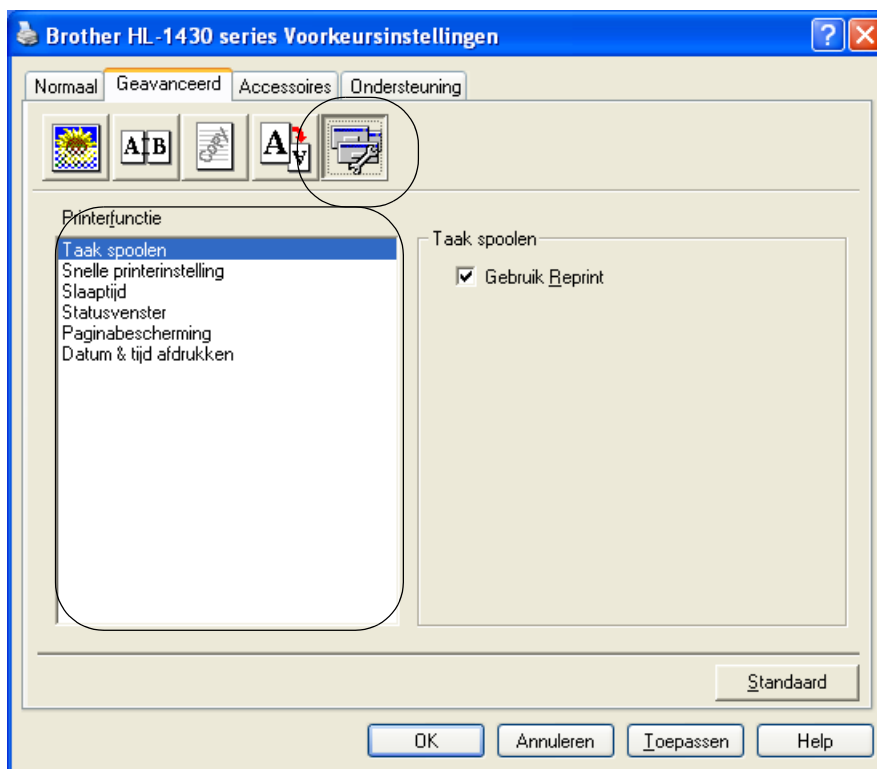 Brother HL-1430 series Voorkeursinstellingen
Normaal Geavanceerd Accessoires Ondersteuning
A B Copy A A
Printerfunctie
Taak spoolen
Snelle printerinstelling
Slaaptijd
Statusvenster
Paginabescherming
Datum & tijd afdrukken
Taak spoolen
Gebruik Reprint
Standaard
OK Annuleren Toepassen Help